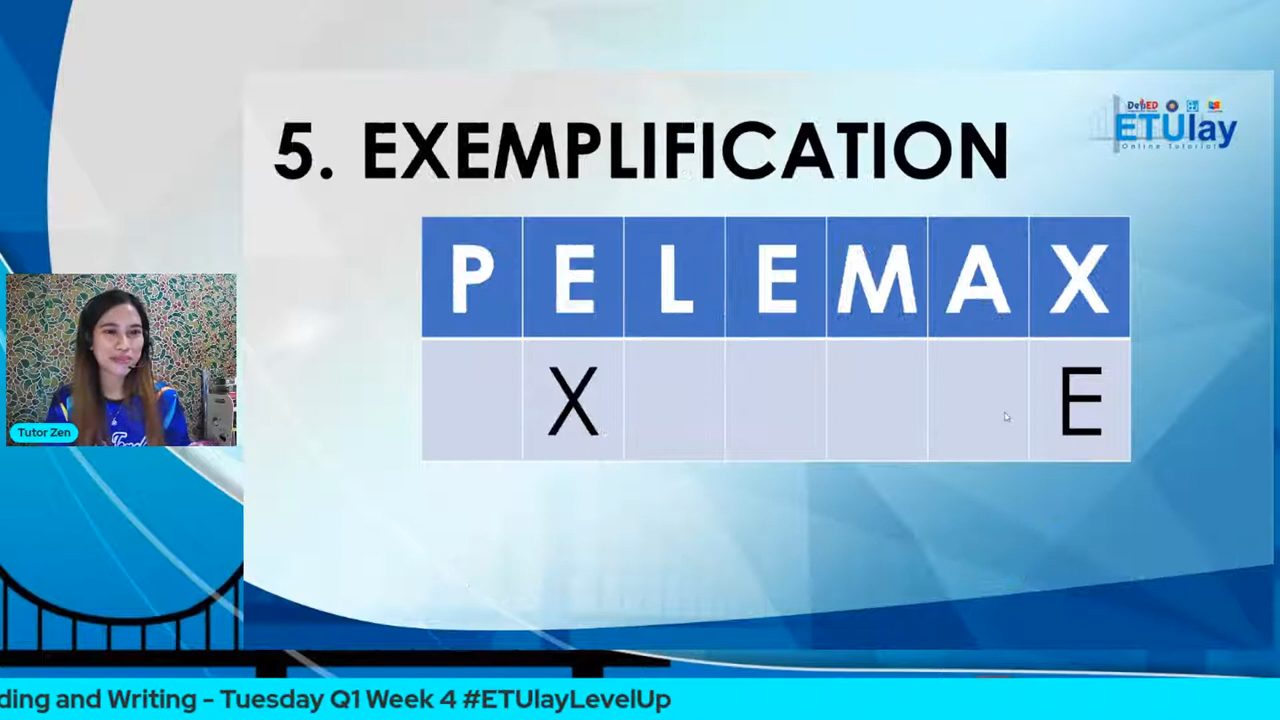 5. EXEMPLIFICATION
DepED
ETUlay
Online Tutorial
P E L E M A X
X E
Tutor Zen
ding and Writing - Tuesday Q1 Week 4 #ETUlayLevelUp